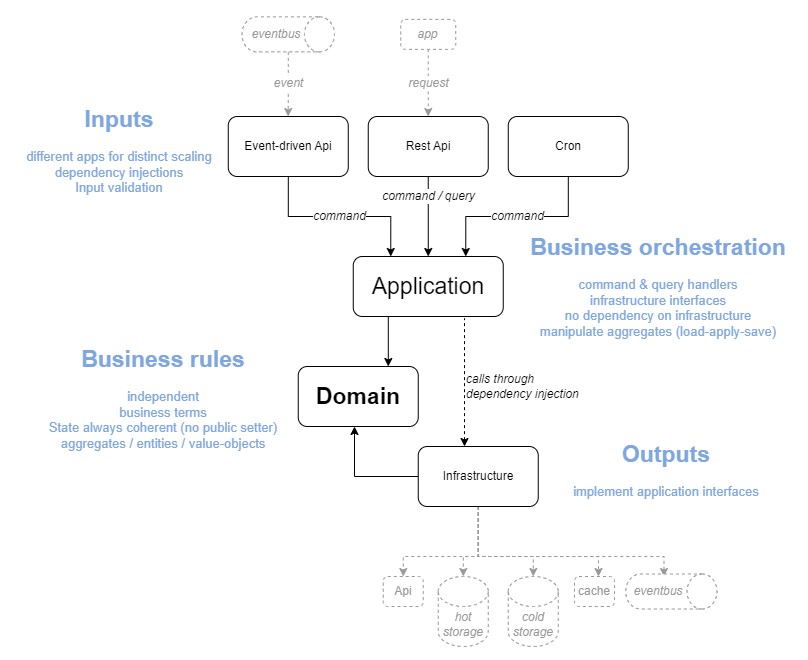 eventbus
app
event
request
Inputs
different apps for distinct scaling
dependency injections
Input validation
Event-driven Api
Rest Api
Cron
command
command / query
command
Application
Business orchestration
command & query handlers
infrastructure interfaces
no dependency on infrastructure
manipulate aggregates (load-apply-save)
Business rules
independent
business terms
State always coherent (no public setter)
aggregates / entities / value-objects
Domain
calls through
dependency injection
Infrastructure
Outputs
implement application interfaces
Api
hot
storage
cold
storage
cache
eventbus